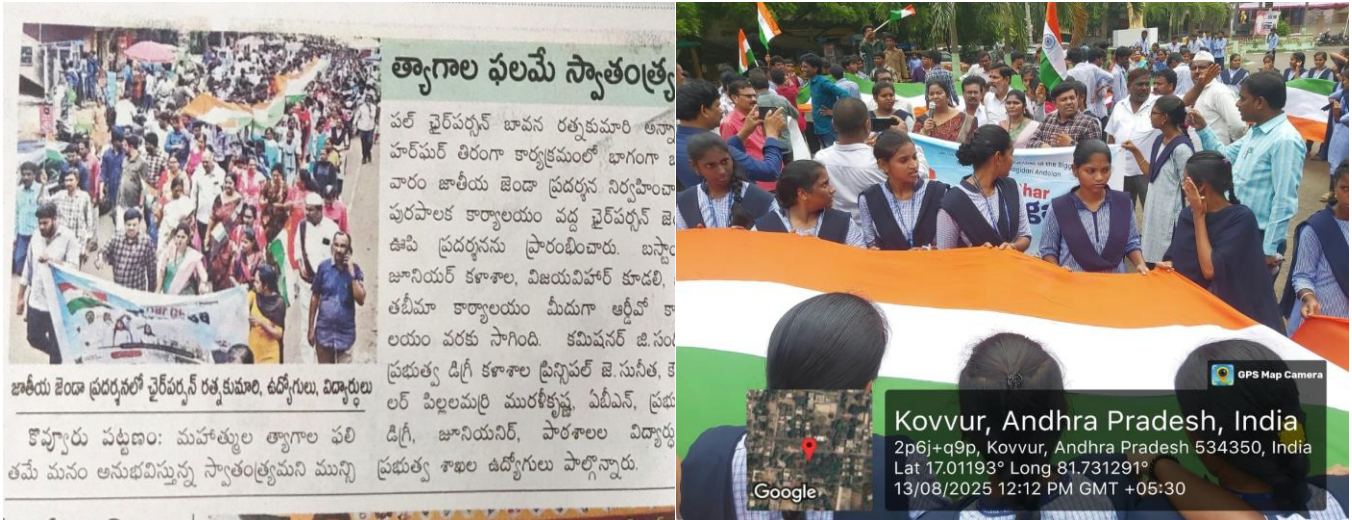 త్యాగాల ఫలమే స్వాతంత్ర్య
పల్ ఛైర్‌పర్సన్ బావన రత్నకుమారి అన్నా
హర్‌ఘర్ తిరంగా కార్యక్రమంలో భాగంగా
వారం జాతీయ జెండా ప్రదర్శన నిర్వహించా
పురపాలక కార్యాలయం వద్ద ఛైర్‌పర్సన్ జె
ఊపి ప్రదర్శనను ప్రారంభించారు. బస్టా
జూనియర్ కళాశాల, విజయవిహార్ కూడలి,
తబీమా కార్యాలయం మీదుగా ఆర్డీవో కా
లయం వరకు సాగింది. కమిషనర్ జి.సం
ప్రభుత్వ డిగ్రీ కళాశాల ప్రిన్సిపల్ జె.సునీత, కౌ
లర్ పిల్లలమర్రి మురళీకృష్ణ, ఏబీఎన్, ప్రభు
డిగ్రీ, జూనియనిర్, పాఠశాలల విద్యార్థు
ప్రభుత్వ శాఖల ఉద్యోగులు పాల్గొన్నారు.
జాతీయ జెండా ప్రదర్శనలో ఛైర్‌పర్సన్ రత్నకుమారి, ఉద్యోగులు, విద్యార్థులు
కొవ్వూరు పట్టణం: మహాత్ముల త్యాగాల ఫలి
తమే మనం అనుభవిస్తున్న స్వాతంత్ర్యమని మున్సి
GPS Map Camera
Kovvur, Andhra Pradesh, India
2p6j+q9p, Kovvur, Andhra Pradesh 534350, India
Lat 17.01193° Long 81.731291°
13/08/2025 12:12 PM GMT +05:30
Google